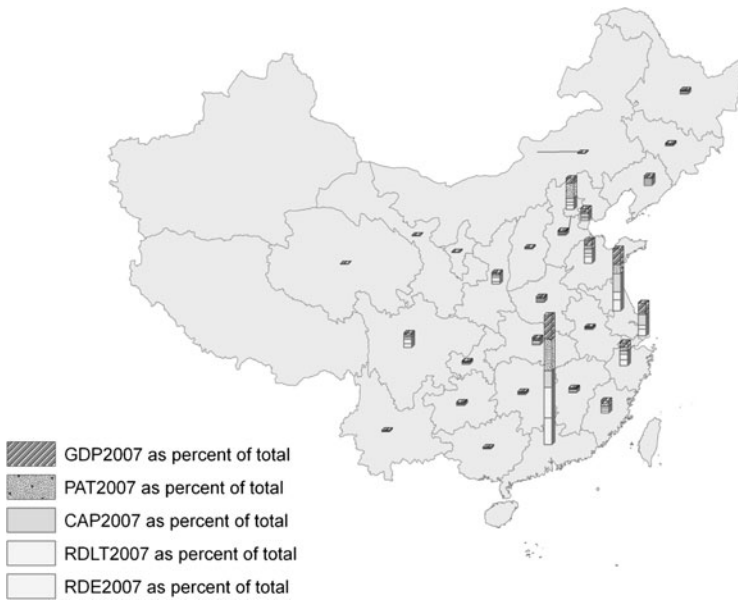 GDP2007 as percent of total
PAT2007 as percent of total
CAP2007 as percent of total
RDLT2007 as percent of total
RDE2007 as percent of total